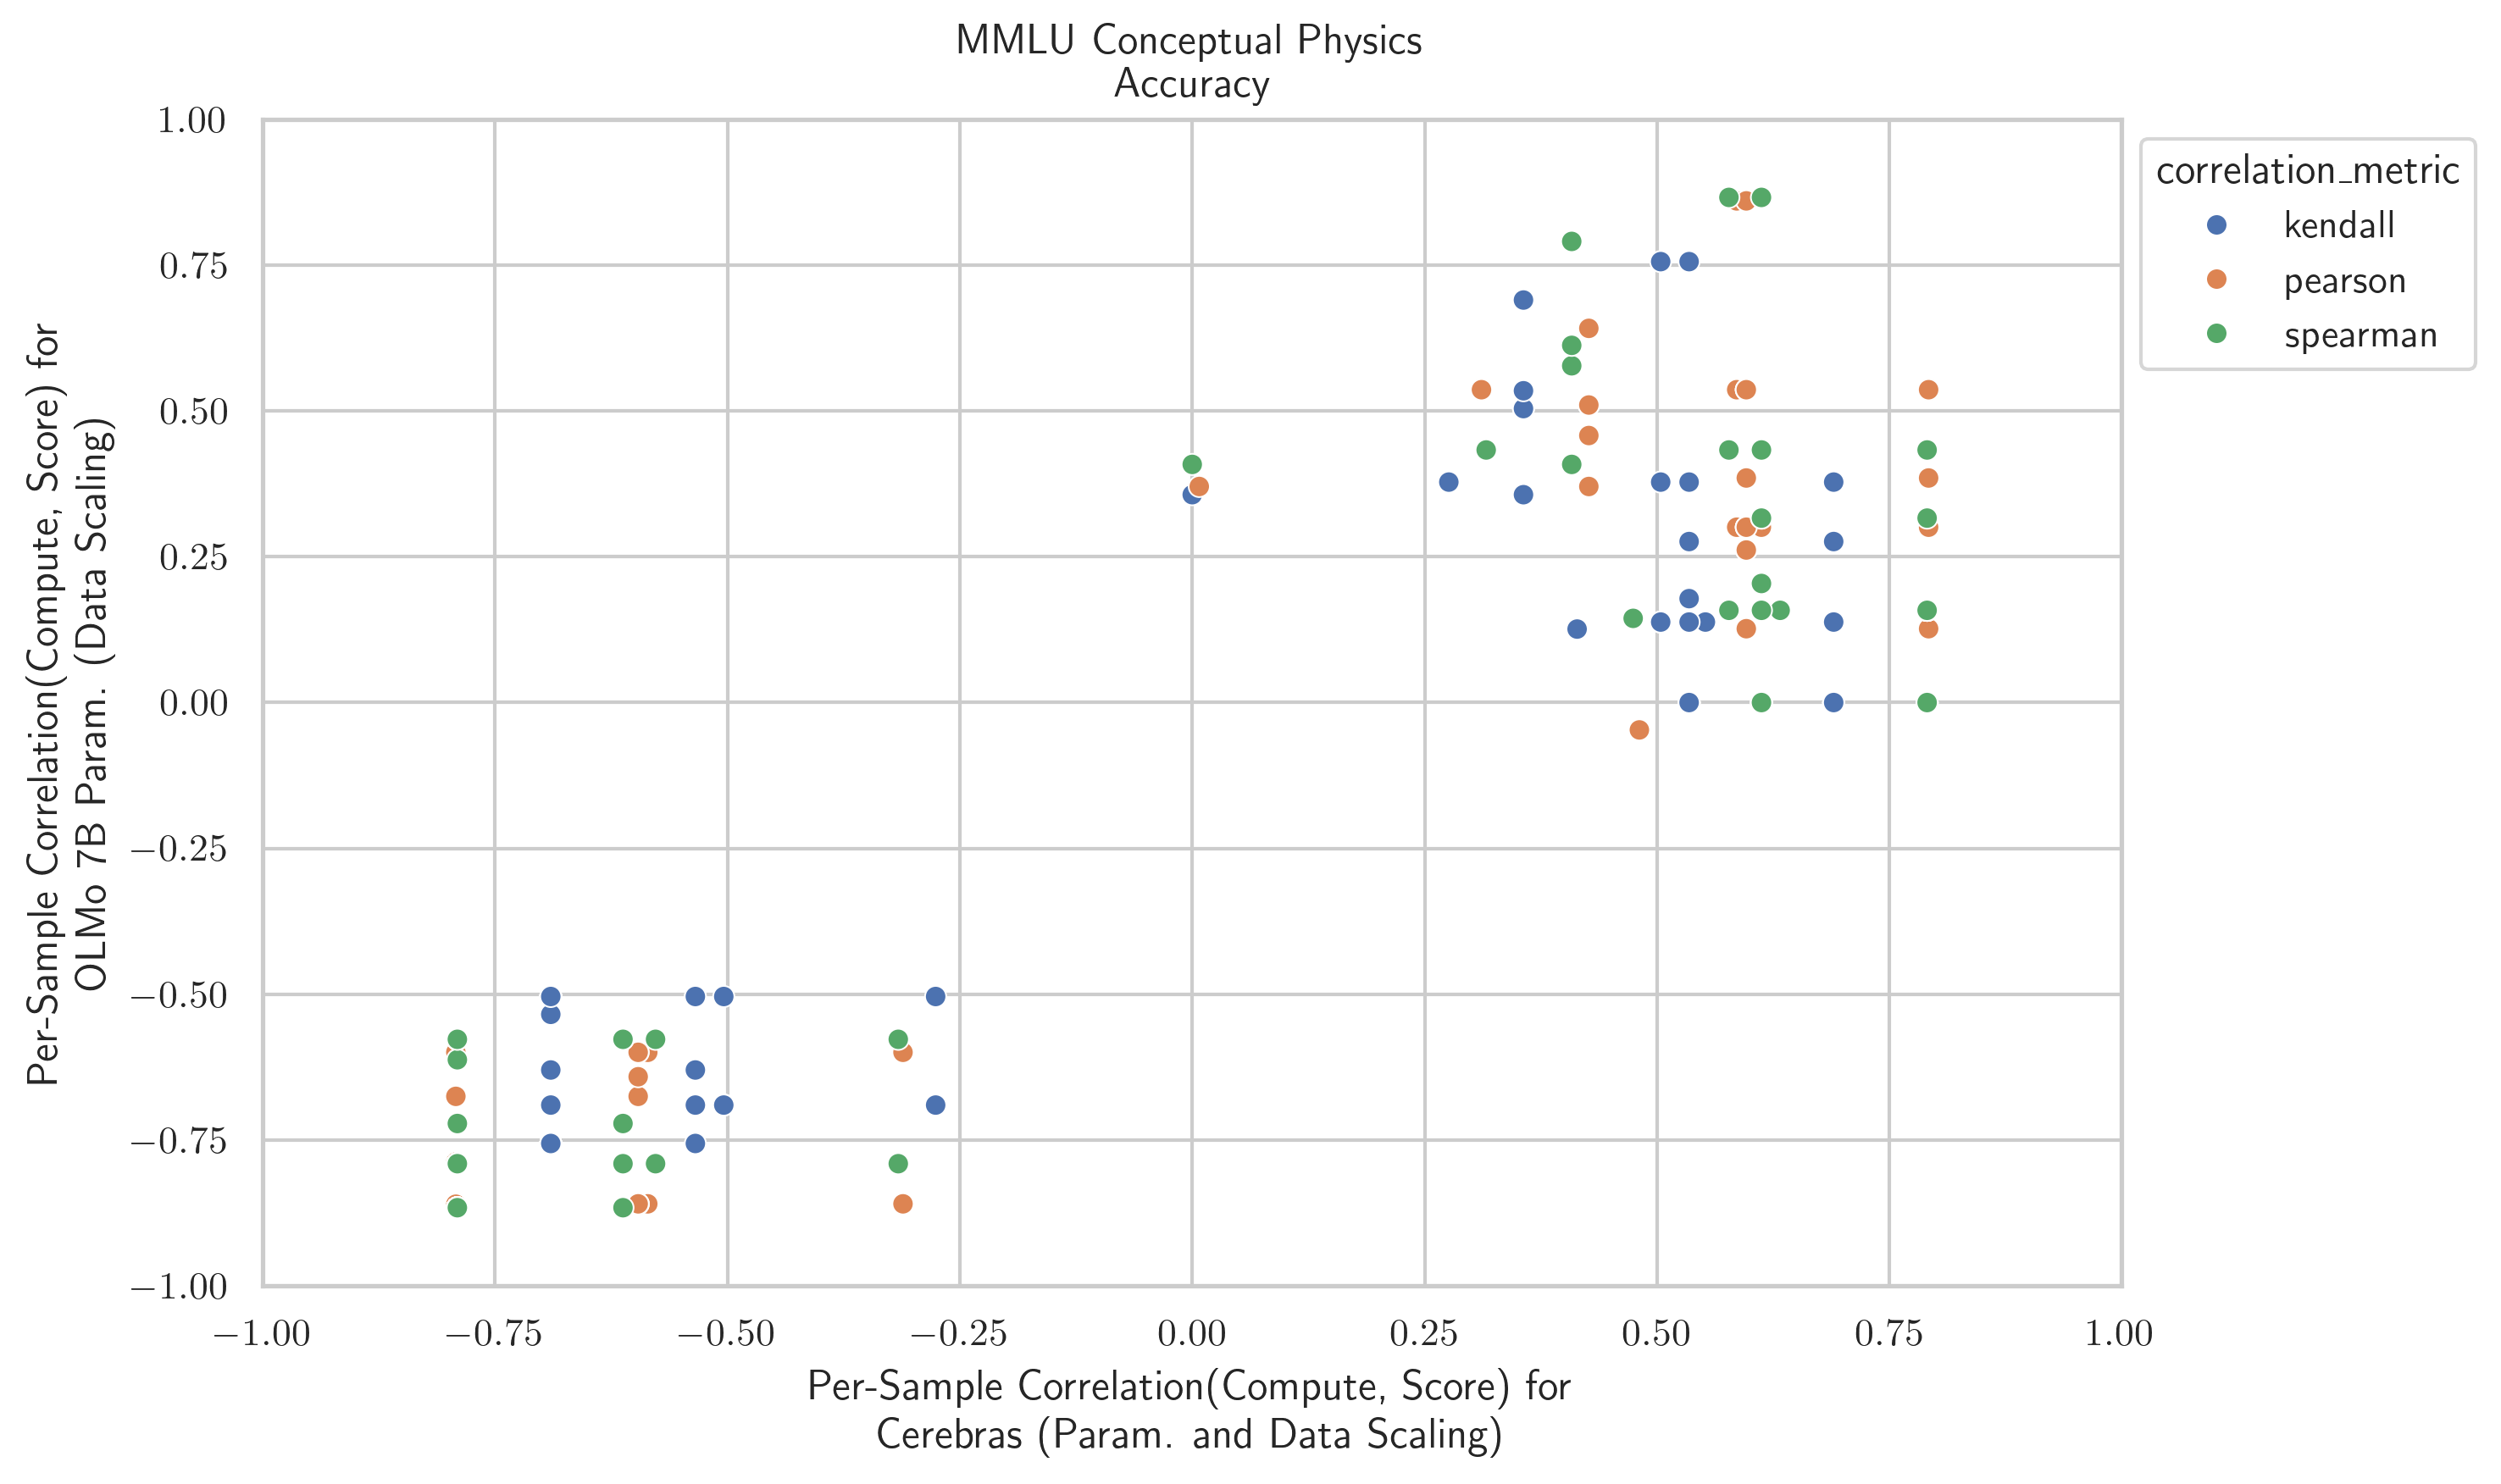 MMLU Conceptual Physics
Accuracy
1.00
0.75
0.50
0.25
0.00
−0.25
−0.50
−0.75
−1.00
Per-Sample Correlation(Compute, Score) for
OLMo 7B Param. (Data Scaling)
correlation_metric
kendall
pearson
spearman
−1.00 −0.75 −0.50 −0.25 0.00 0.25 0.50 0.75 1.00
Per-Sample Correlation(Compute, Score) for
Cerebras (Param. and Data Scaling)